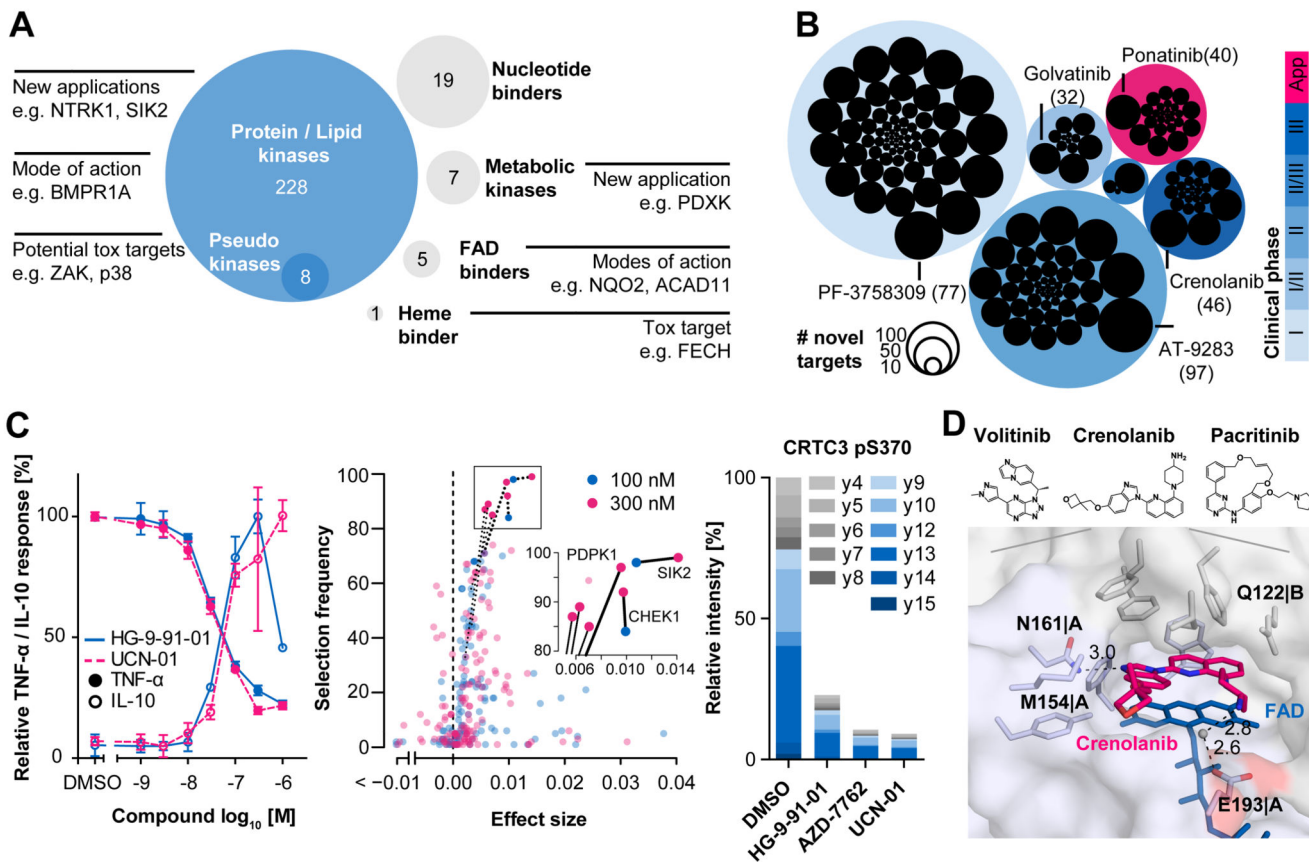 A
New applications
e.g. NTRK1, SIK2
Mode of action
e.g. BMPR1A
Potential tox targets
e.g. ZAK, p38
Protein / Lipid
kinases
228
Pseudo
kinases
8
19
Nucleotide
binders
7
Metabolic
kinases
New application
e.g. PDXK
5
FAD
binders
Modes of action
e.g. NQO2, ACAD11
1
Heme
binder
Tox target
e.g. FECH
B
Golvatinib
(32)
Ponatinib(40)
PF-3758309 (77)
Crenolanib
(46)
AT-9283
(97)
# novel
targets
100
50
10
Clinical phase
App
III
II/III
II
I/II
I
C
Relative TNF-α / IL-10 response [%]
100
50
0
HG-9-91-01
UCN-01
TNF-α
IL-10
DMSO
-9
-8
-7
-6
Compound log10 [M]
Selection frequency
100
80
60
40
20
0
100 nM
300 nM
100
90
80
PDPK1
SIK2
CHEK1
0.006
0.010
0.014
< −0.01
0.00
0.01
0.02
0.03
0.04
Effect size
CRTC3 pS370
Relative intensity [%]
100
50
0
y4
y5
y6
y7
y8
y9
y10
y12
y13
y14
y15
DMSO
HG-9-91-01
AZD-7762
UCN-01
D
Volitinib
Crenolanib
Pacritinib
N
N
N
N
N
N
N
N
N
O
O
N
N
N
N
NH2
O
O
N
N
N
H
N
Q122|B
N161|A
3.0
M154|A
FAD
Crenolanib
2.8
2.6
E193|A